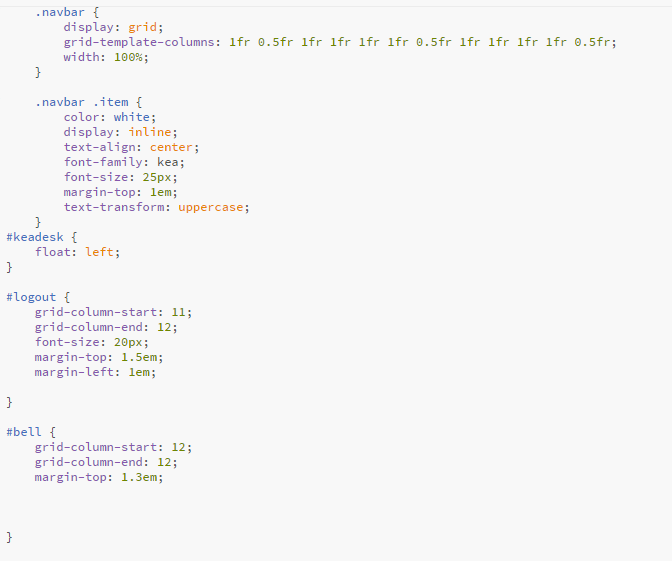 .navbar {
display: grid;
grid-template-columns: 1fr 0.5fr 1fr 1fr 1fr 1fr 0.5fr 1fr 1fr 1fr 1fr 0.5fr;
width: 100%;
}
.navbar .item {
color: white;
display: inline;
text-align: center;
font-family: kea;
font-size: 25px;
margin-top: 1em;
text-transform: uppercase;
}
#keadesk {
float: left;
}
#logout {
grid-column-start: 11;
grid-column-end: 12;
font-size: 20px;
margin-top: 1.5em;
margin-left: 1em;
}
#bell {
grid-column-start: 12;
grid-column-end: 12;
margin-top: 1.3em;
}